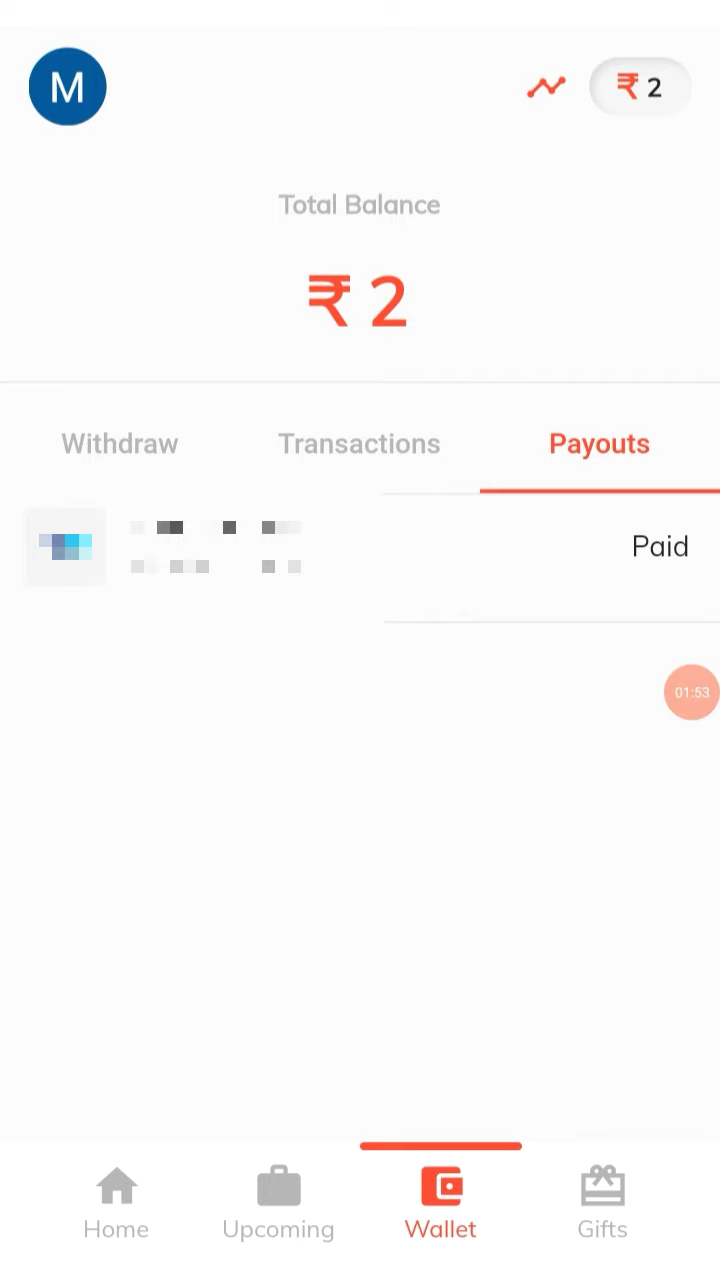 M
₹ 2
Total Balance
₹ 2
Withdraw Transactions Payouts
Paid
01:53
Home Upcoming Wallet Gifts